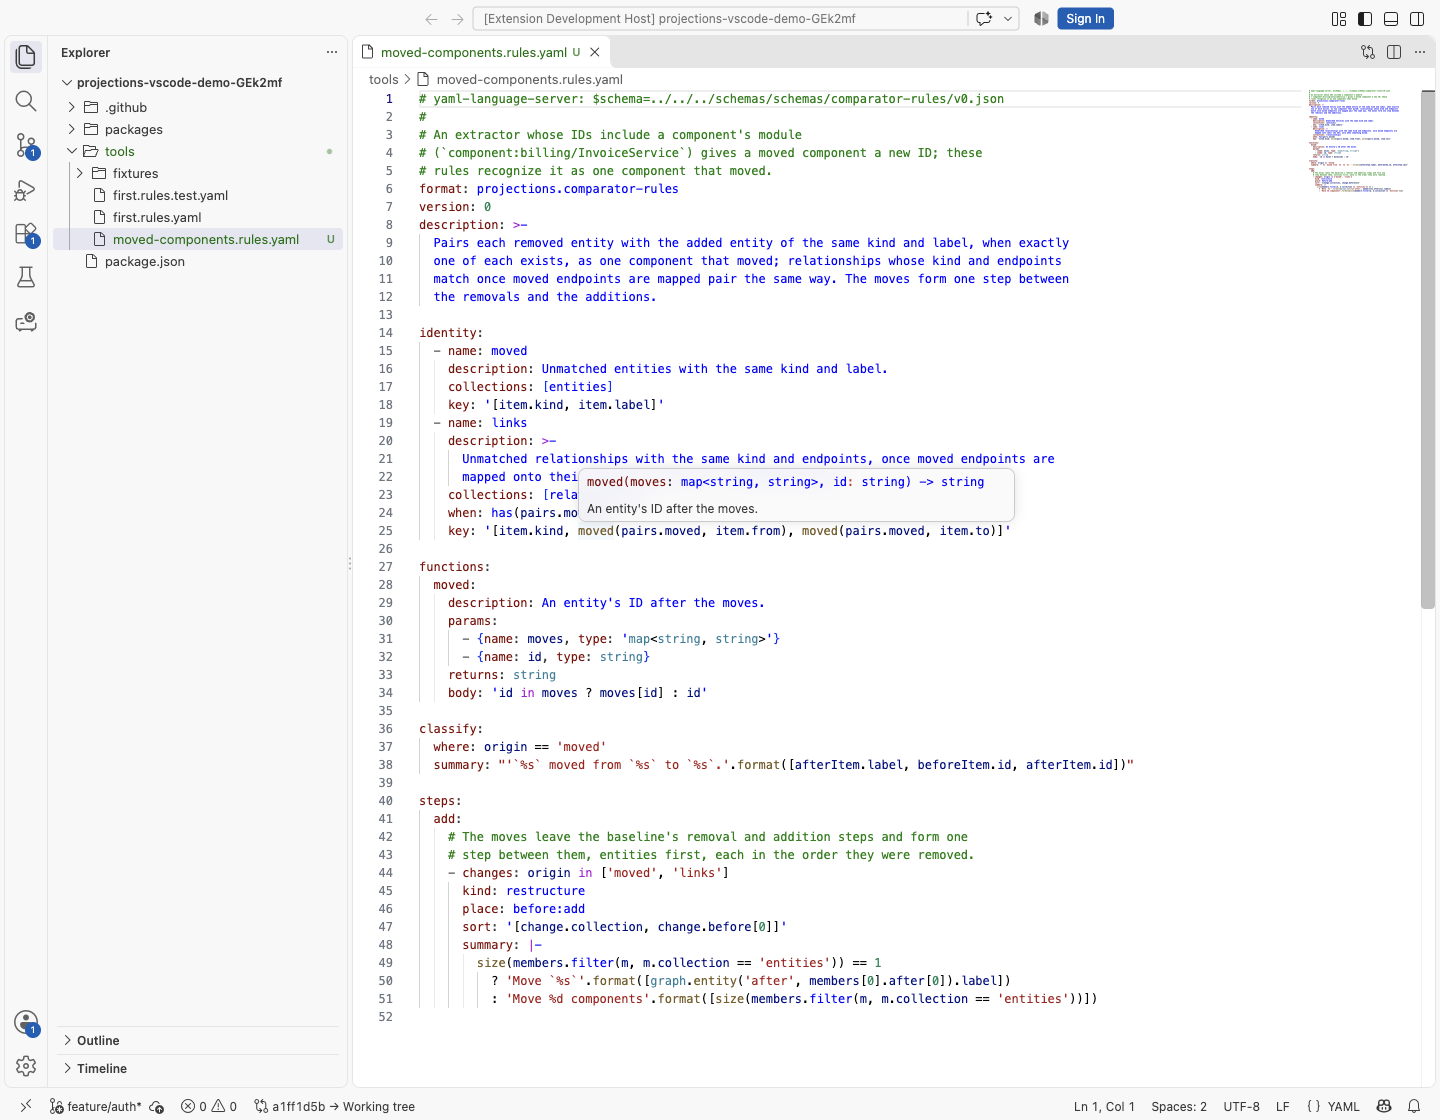 [Extension Development Host] projections-vscode-demo-GEk2mf
Sign In
Explorer
projections-vscode-demo-GEk2mf
.github
packages
tools
fixtures
first.rules.test.yaml
first.rules.yaml
moved-components.rules.yaml U
package.json
Outline
Timeline
1
1
1
moved-components.rules.yaml U
tools > moved-components.rules.yaml
1 # yaml-language-server: $schema=../../../schemas/schemas/comparator-rules/v0.json
2 #
3 # An extractor whose IDs include a component's module
4 # (`component:billing/InvoiceService`) gives a moved component a new ID; these
5 # rules recognize it as one component that moved.
6 format: projections.comparator-rules
7 version: 0
8 description: >-
9 Pairs each removed entity with the added entity of the same kind and label, when exactly
10 one of each exists, as one component that moved; relationships whose kind and endpoints
11 match once moved endpoints are mapped pair the same way. The moves form one step between
12 the removals and the additions.
13
14 identity:
15 - name: moved
16 description: Unmatched entities with the same kind and label.
17 collections: [entities]
18 key: '[item.kind, item.label]'
19 - name: links
20 description: >-
21 Unmatched relationships with the same kind and endpoints, once moved endpoints are
22 mapped onto thei
moved(moves: map<string, string>, id: string) -> string
An entity's ID after the moves.
23 collections: [rela
24 when: has(pairs.mo
25 key: '[item.kind, moved(pairs.moved, item.from), moved(pairs.moved, item.to)]'
26
27 functions:
28 moved:
29 description: An entity's ID after the moves.
30 params:
31 - {name: moves, type: 'map<string, string>'}
32 - {name: id, type: string}
33 returns: string
34 body: 'id in moves ? moves[id] : id'
35
36 classify:
37 where: origin == 'moved'
38 summary: "'`%s` moved from `%s` to `%s`.'.format([afterItem.label, beforeItem.id, afterItem.id])"
39
40 steps:
41 add:
42 # The moves leave the baseline's removal and addition steps and form one
43 # step between them, entities first, each in the order they were removed.
44 - changes: origin in ['moved', 'links']
45 kind: restructure
46 place: before:add
47 sort: '[change.collection, change.before[0]]'
48 summary: |-
49 size(members.filter(m, m.collection == 'entities')) == 1
50 ? 'Move `%s`'.format([graph.entity('after', members[0].after[0]).label])
51 : 'Move %d components'.format([size(members.filter(m, m.collection == 'entities'))])
52
feature/auth* 0 0 a1ff1d5b → Working tree
Ln 1, Col 1 Spaces: 2 UTF-8 LF { } YAML